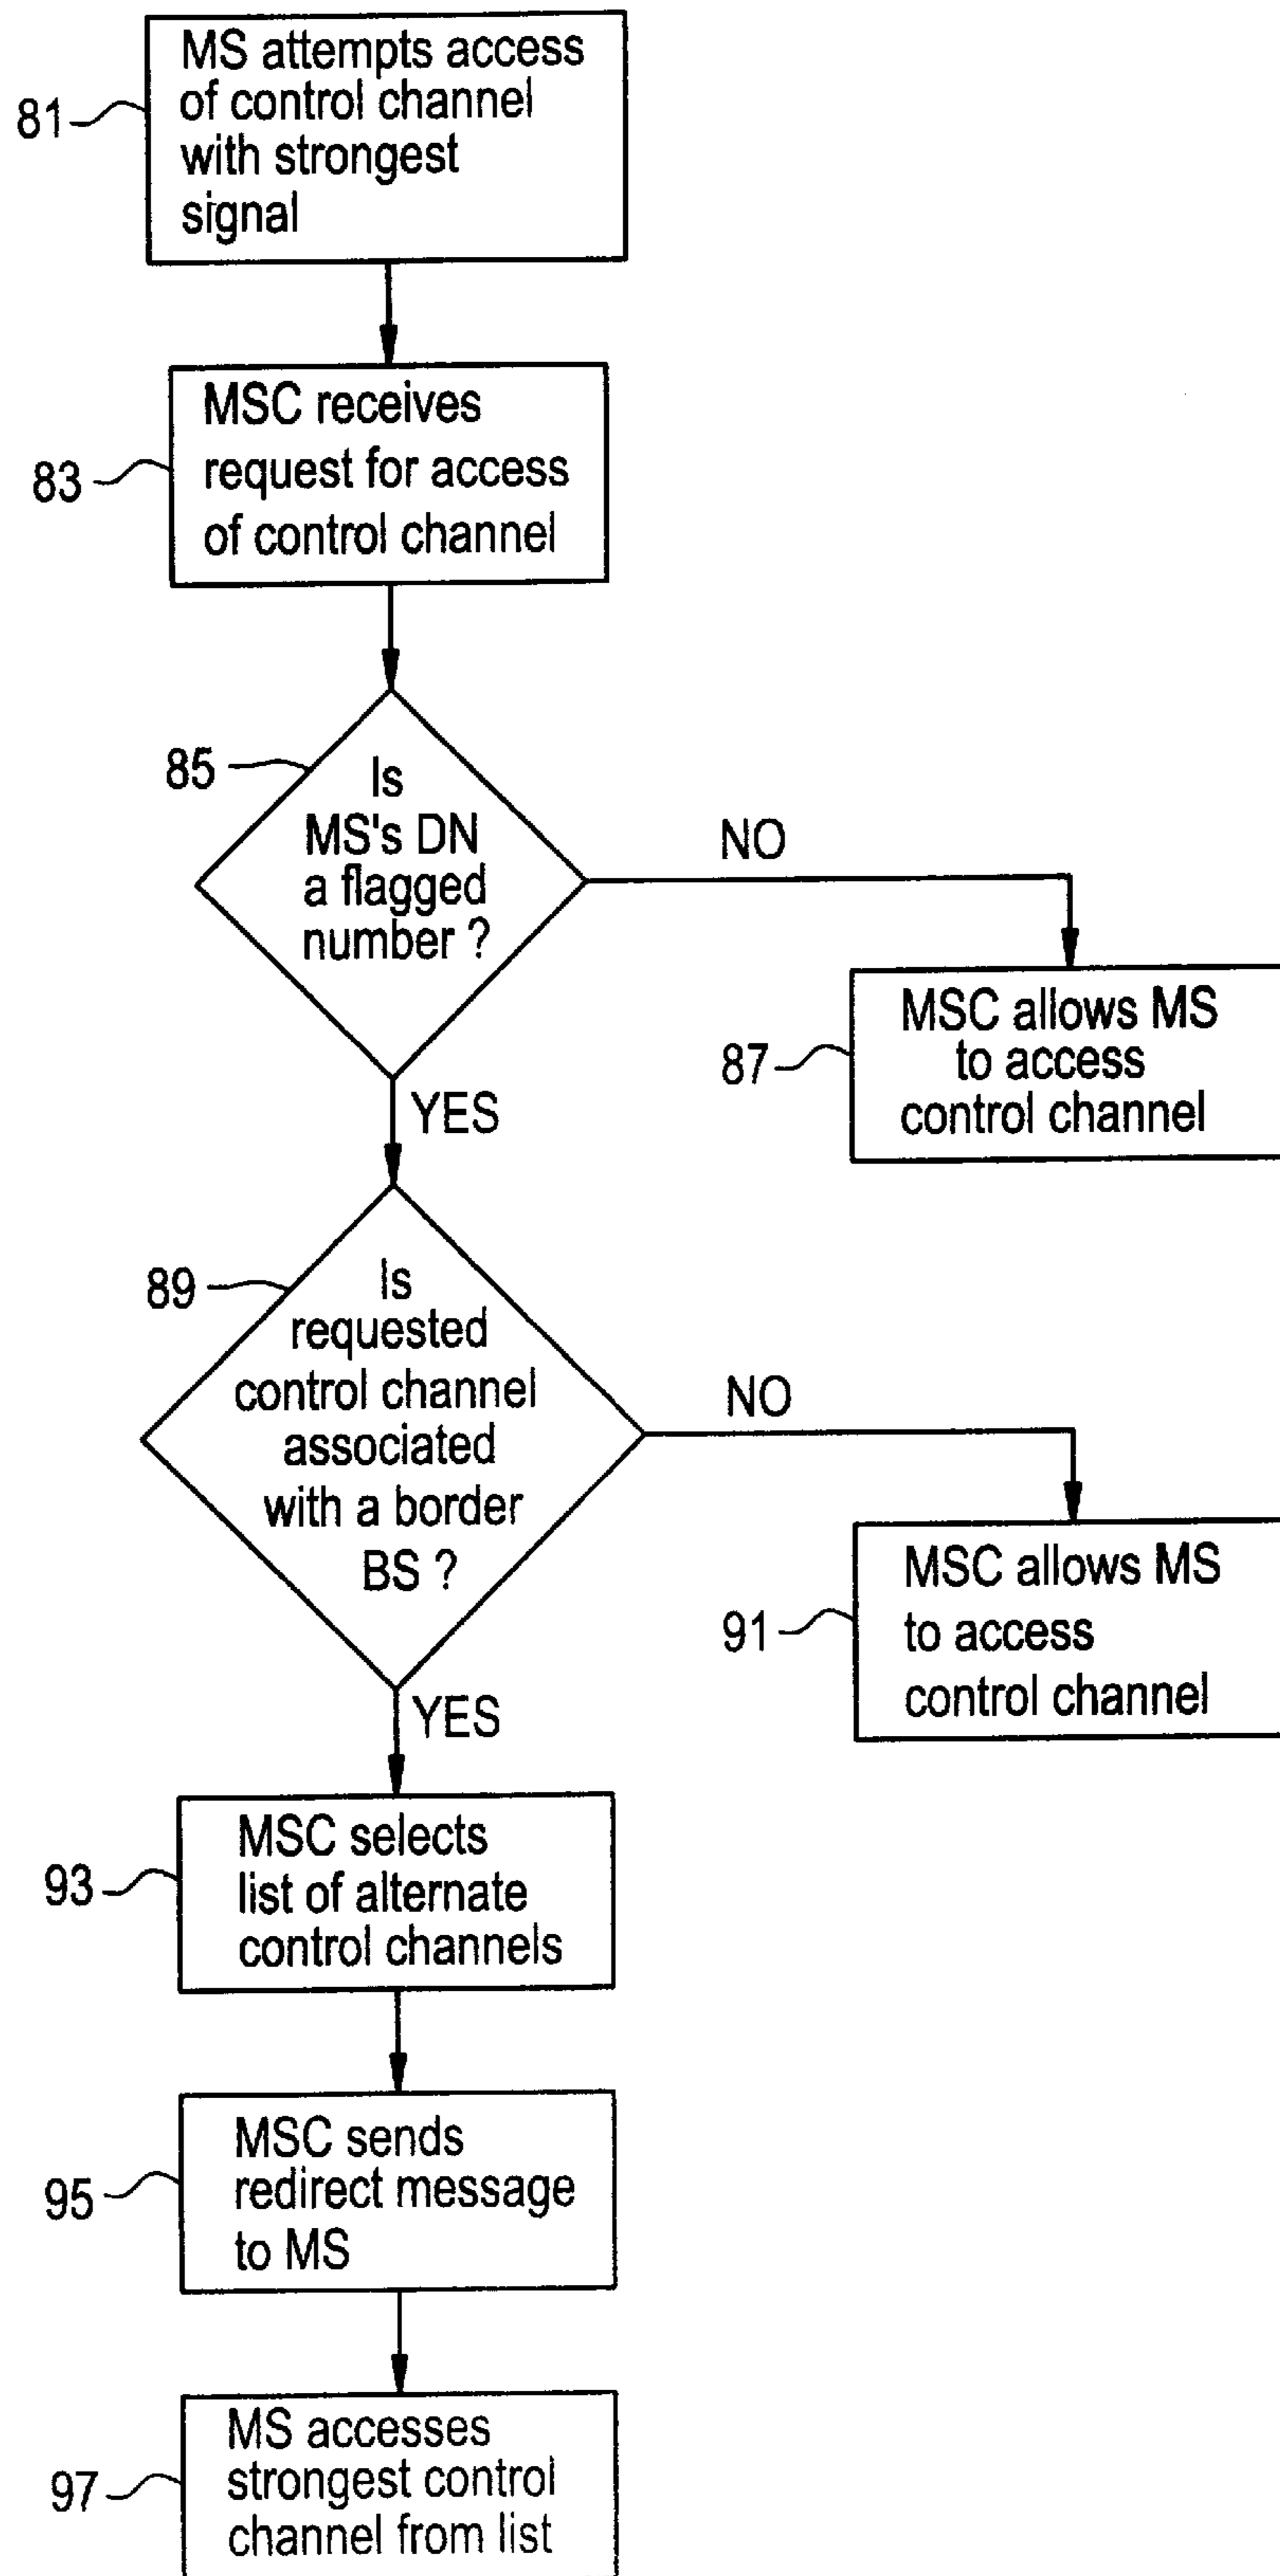 MS attempts access
of control channel
with strongest
signal
81
MSC receives
request for access
of control channel
83
85
Is
MS's DN
a flagged
number ?
NO
MSC allows MS
to access
control channel
87
YES
89
Is
requested
control channel
associated
with a border
BS ?
NO
MSC allows MS
to access
control channel
91
YES
MSC selects
list of alternate
control channels
93
MSC sends
redirect message
to MS
95
MS accesses
strongest control
channel from list
97